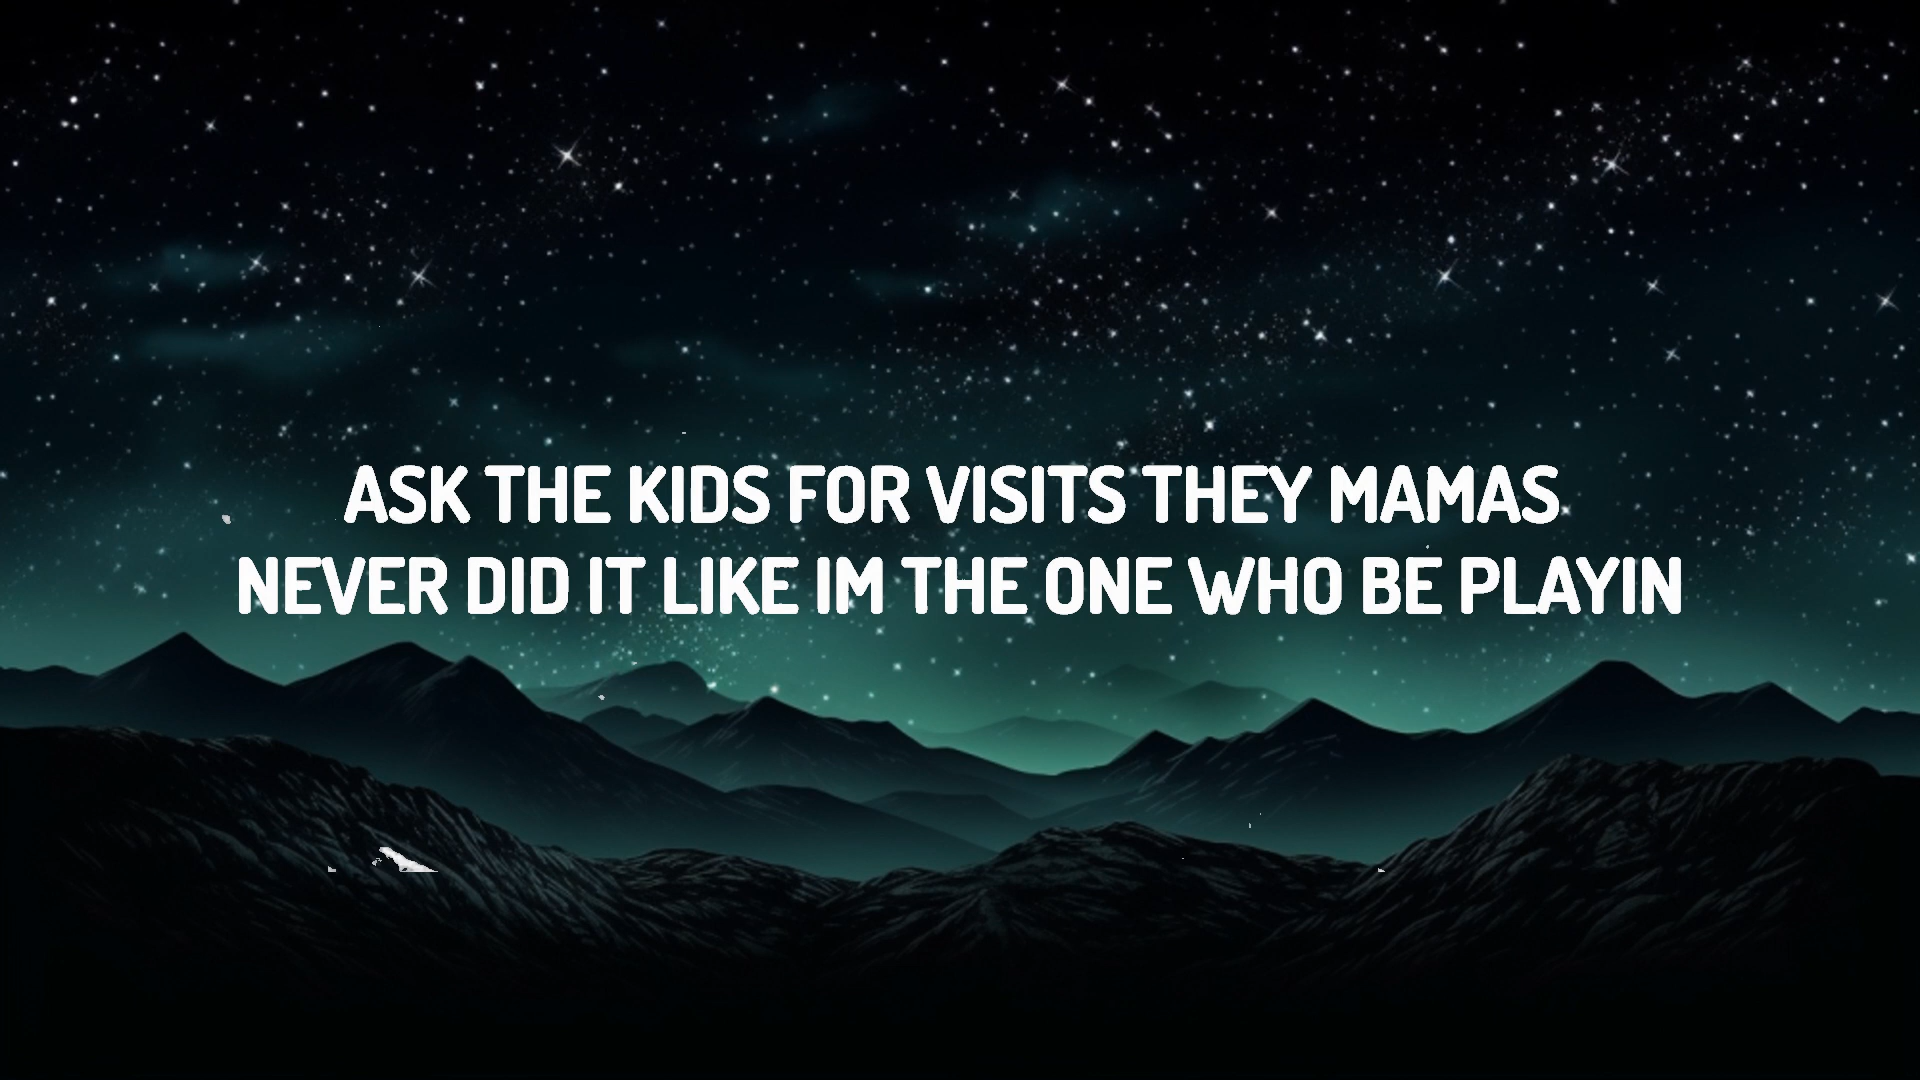 ASK THE KIDS FOR VISITS THEY MAMAS
NEVER DID IT LIKE IM THE ONE WHO BE PLAYIN